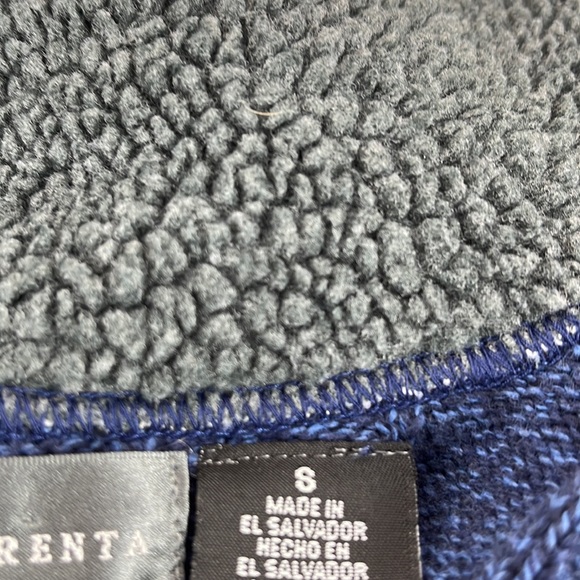 RENTA
S
MADE IN
EL SALVADOR
HECHO EN
EL SALVADOR